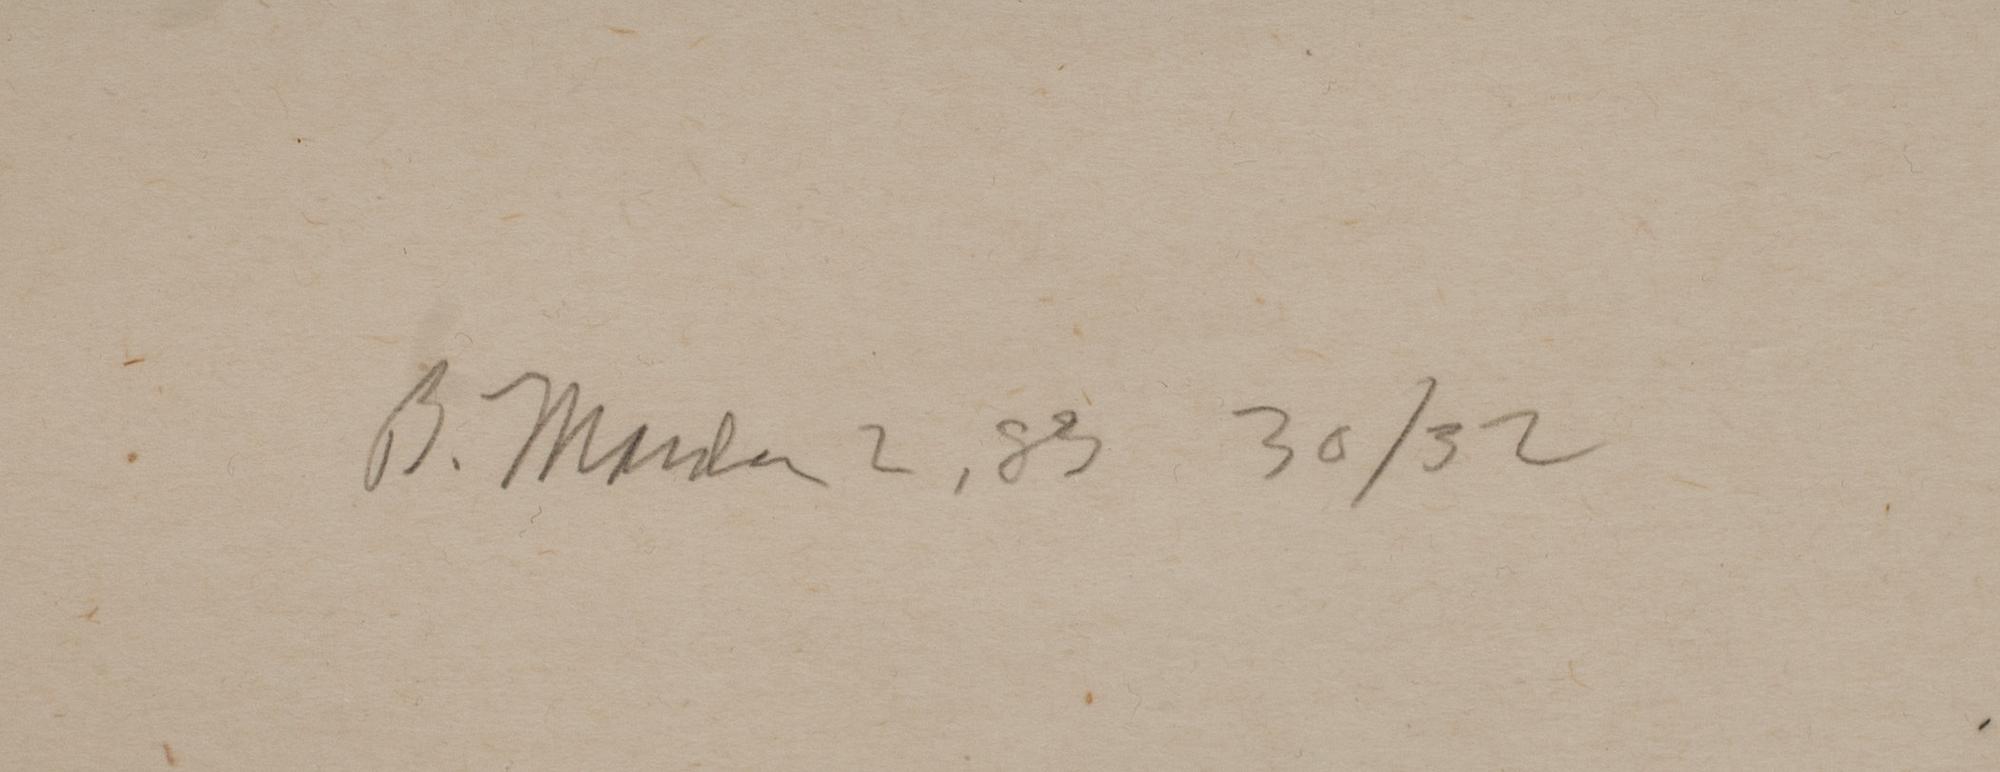 B. Marden 2, 83 30/32